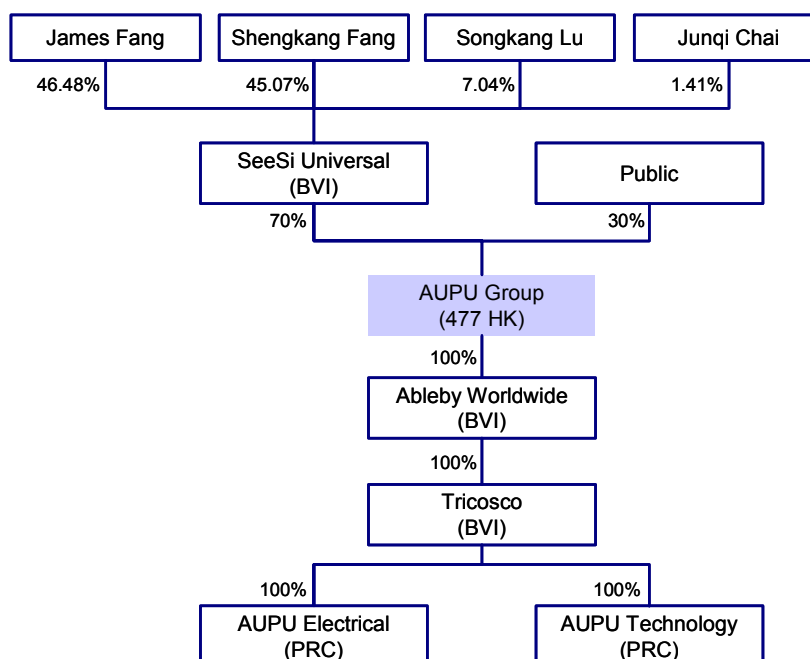 James Fang
Shengkang Fang
Songkang Lu
Junqi Chai
46.48%
45.07%
7.04%
1.41%
SeeSi Universal
(BVI)
Public
70%
30%
AUPU Group
(477 HK)
100%
Ableby Worldwide
(BVI)
100%
Tricosco
(BVI)
100%
100%
AUPU Electrical
(PRC)
AUPU Technology
(PRC)